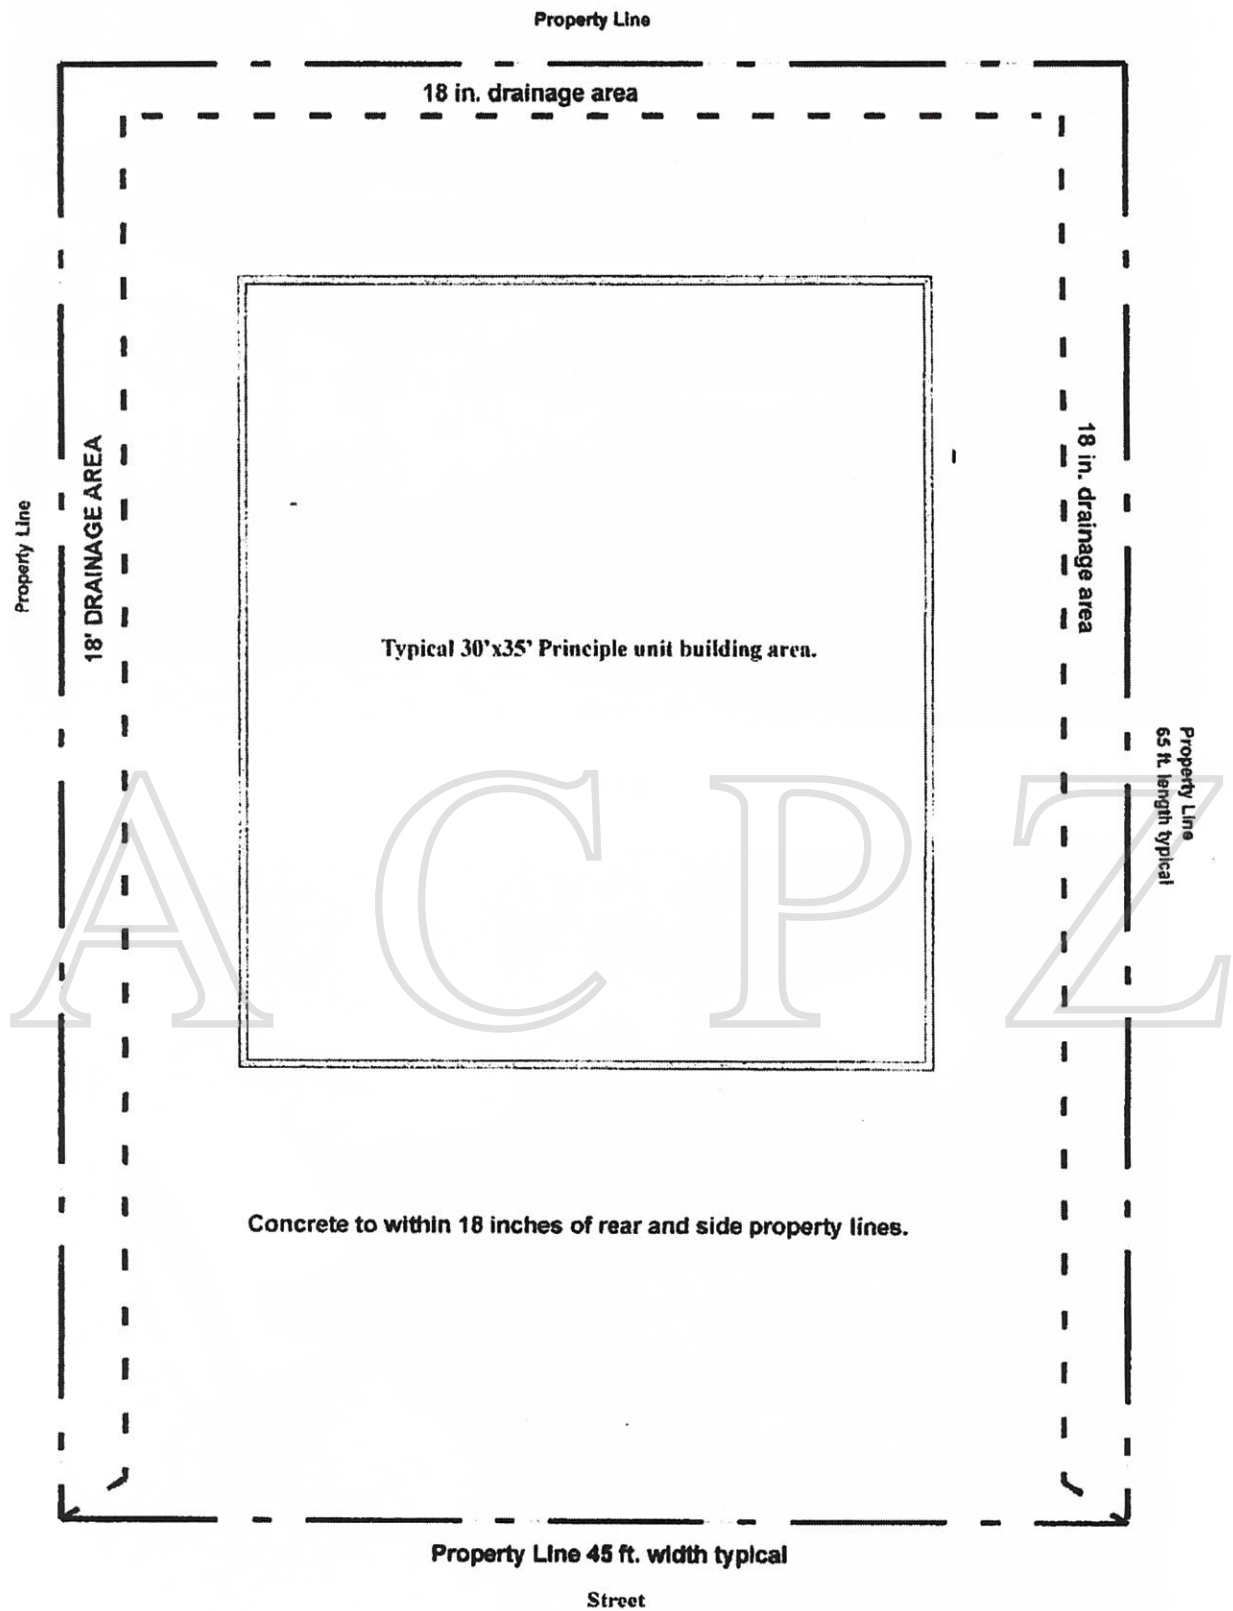 Property Line
18 in. drainage area
Property Line
18' DRAINAGE AREA
18 in. drainage area
Typical 30'x35' Principle unit building area.
Property Line
65 ft. length typical
A C P Z
Concrete to within 18 inches of rear and side property lines.
Property Line 45 ft. width typical
Street